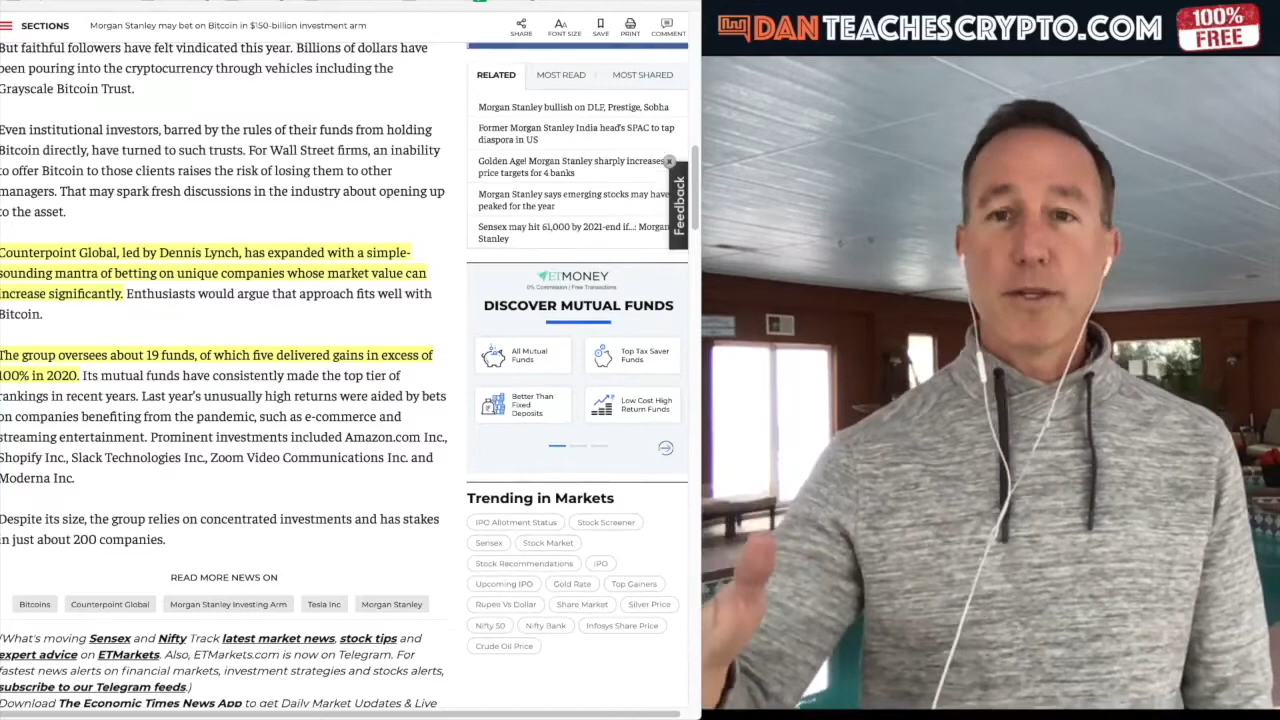 SECTIONS
Morgan Stanley may bet on Bitcoin in $150-billion investment arm
SHARE
FONT SIZE
SAVE
PRINT
COMMENT
But faithful followers have felt vindicated this year. Billions of dollars have
been pouring into the cryptocurrency through vehicles including the
Grayscale Bitcoin Trust.
Even institutional investors, barred by the rules of their funds from holding
Bitcoin directly, have turned to such trusts. For Wall Street firms, an inability
to offer Bitcoin to those clients raises the risk of losing them to other
managers. That may spark fresh discussions in the industry about opening up
to the asset.
Counterpoint Global, led by Dennis Lynch, has expanded with a simple-
sounding mantra of betting on unique companies whose market value can
increase significantly. Enthusiasts would argue that approach fits well with
Bitcoin.
The group oversees about 19 funds, of which five delivered gains in excess of
100% in 2020. Its mutual funds have consistently made the top tier of
rankings in recent years. Last year's unusually high returns were aided by bets
on companies benefiting from the pandemic, such as e-commerce and
streaming entertainment. Prominent investments included Amazon.com Inc.,
Shopify Inc., Slack Technologies Inc., Zoom Video Communications Inc. and
Moderna Inc.
Despite its size, the group relies on concentrated investments and has stakes
in just about 200 companies.
READ MORE NEWS ON
Bitcoins
Counterpoint Global
Morgan Stanley Investing Arm
Tesla Inc
Morgan Stanley
(What's moving Sensex and Nifty Track latest market news, stock tips and
expert advice on ETMarkets. Also, ETMarkets.com is now on Telegram. For
fastest news alerts on financial markets, investment strategies and stocks alerts,
subscribe to our Telegram feeds.)
Download The Economic Times News App to get Daily Market Updates & Live
RELATED
MOST READ
MOST SHARED
Morgan Stanley bullish on DLF, Prestige, Sobha
Former Morgan Stanley India head's SPAC to tap
diaspora in US
Golden Age! Morgan Stanley sharply increases
price targets for 4 banks
Morgan Stanley says emerging stocks may have
peaked for the year
Sensex may hit 61,000 by 2021-end if...: Morgan
Stanley
Feedback
ETMONEY
0% Commission | Free Transactions
DISCOVER MUTUAL FUNDS
All Mutual
Funds
Top Tax Saver
Funds
Better Than
Fixed
Deposits
Low Cost High
Return Funds
Trending in Markets
IPO Allotment Status
Stock Screener
Sensex
Stock Market
Stock Recommendations
IPO
Upcoming IPO
Gold Rate
Top Gainers
Rupee Vs Dollar
Share Market
Silver Price
Nifty 50
Nifty Bank
Infosys Share Price
Crude Oil Price
DANTEACHESCRYPTO.COM
100%
FREE